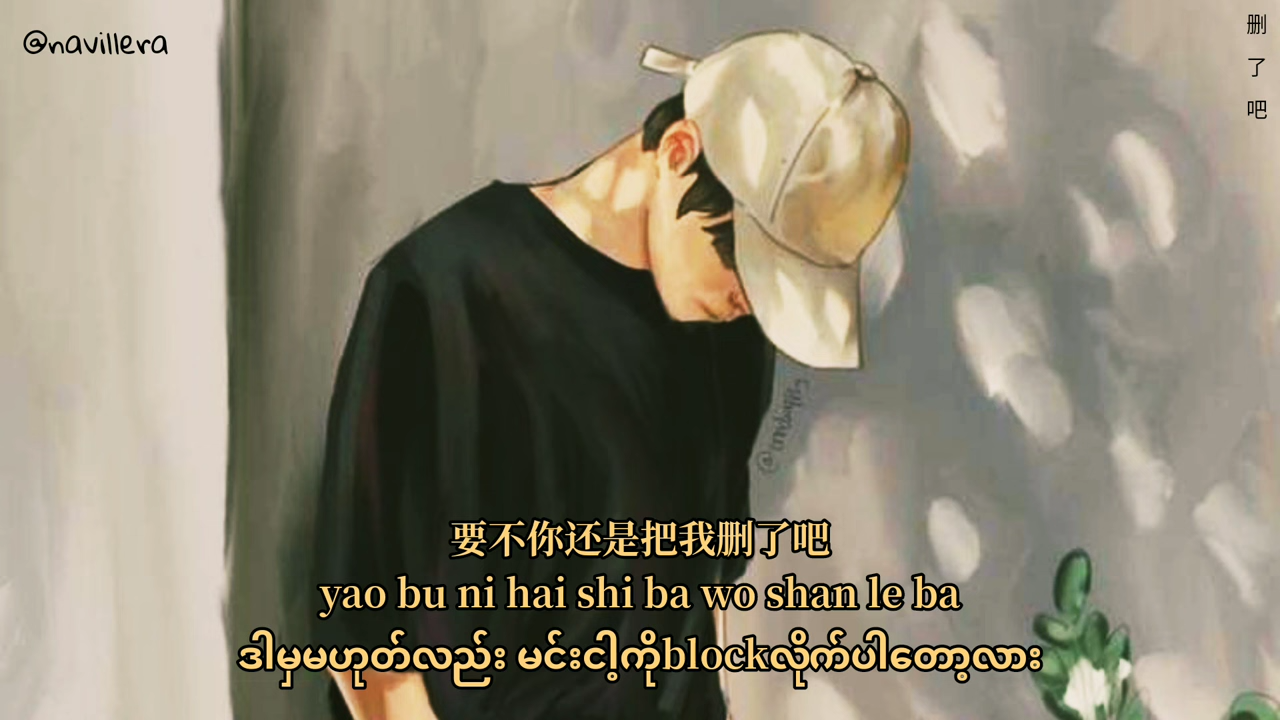 @navillera
删了吧
要不你还是把我删了吧
yao bu ni hai shi ba wo shan le ba
ဒါမှမဟုတ်လည်း မင်းငါ့ကိုblockလိုက်ပါတော့လား